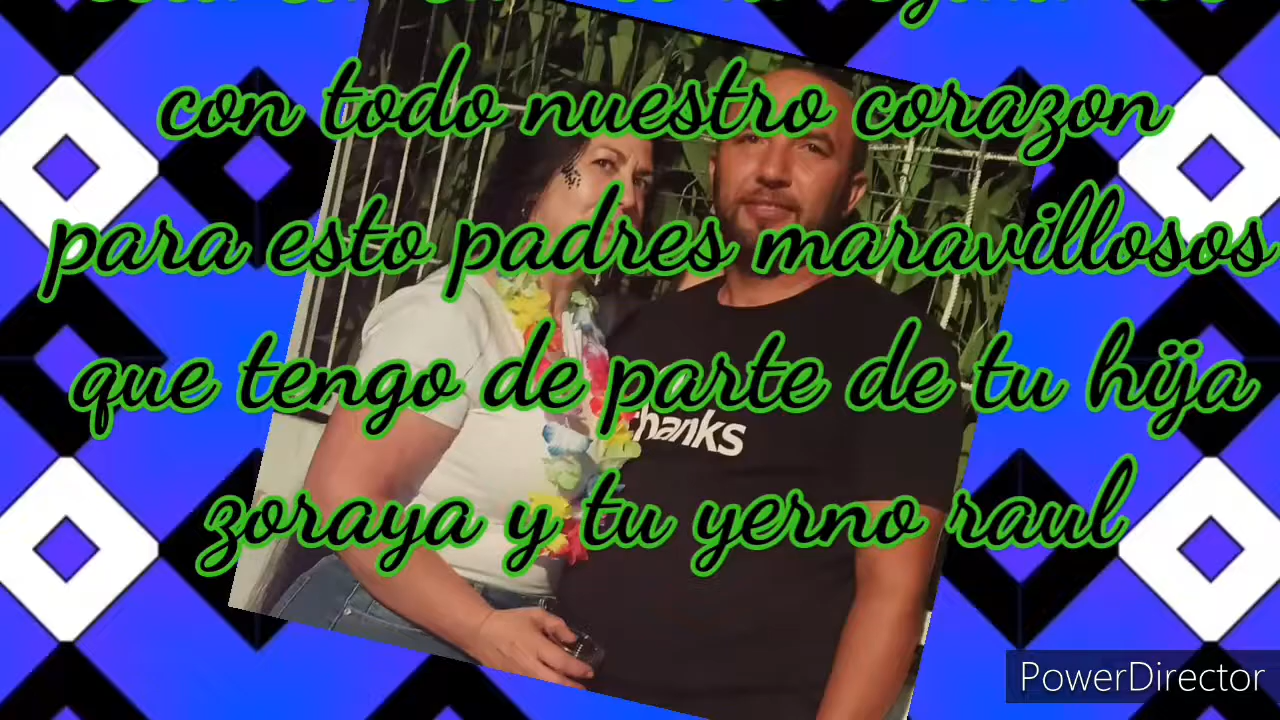 con todo nuestro corazon
para esto padres maravillosos
que tengo de parte de tu hija
zoraya y tu yerno raul
thanks
PowerDirector